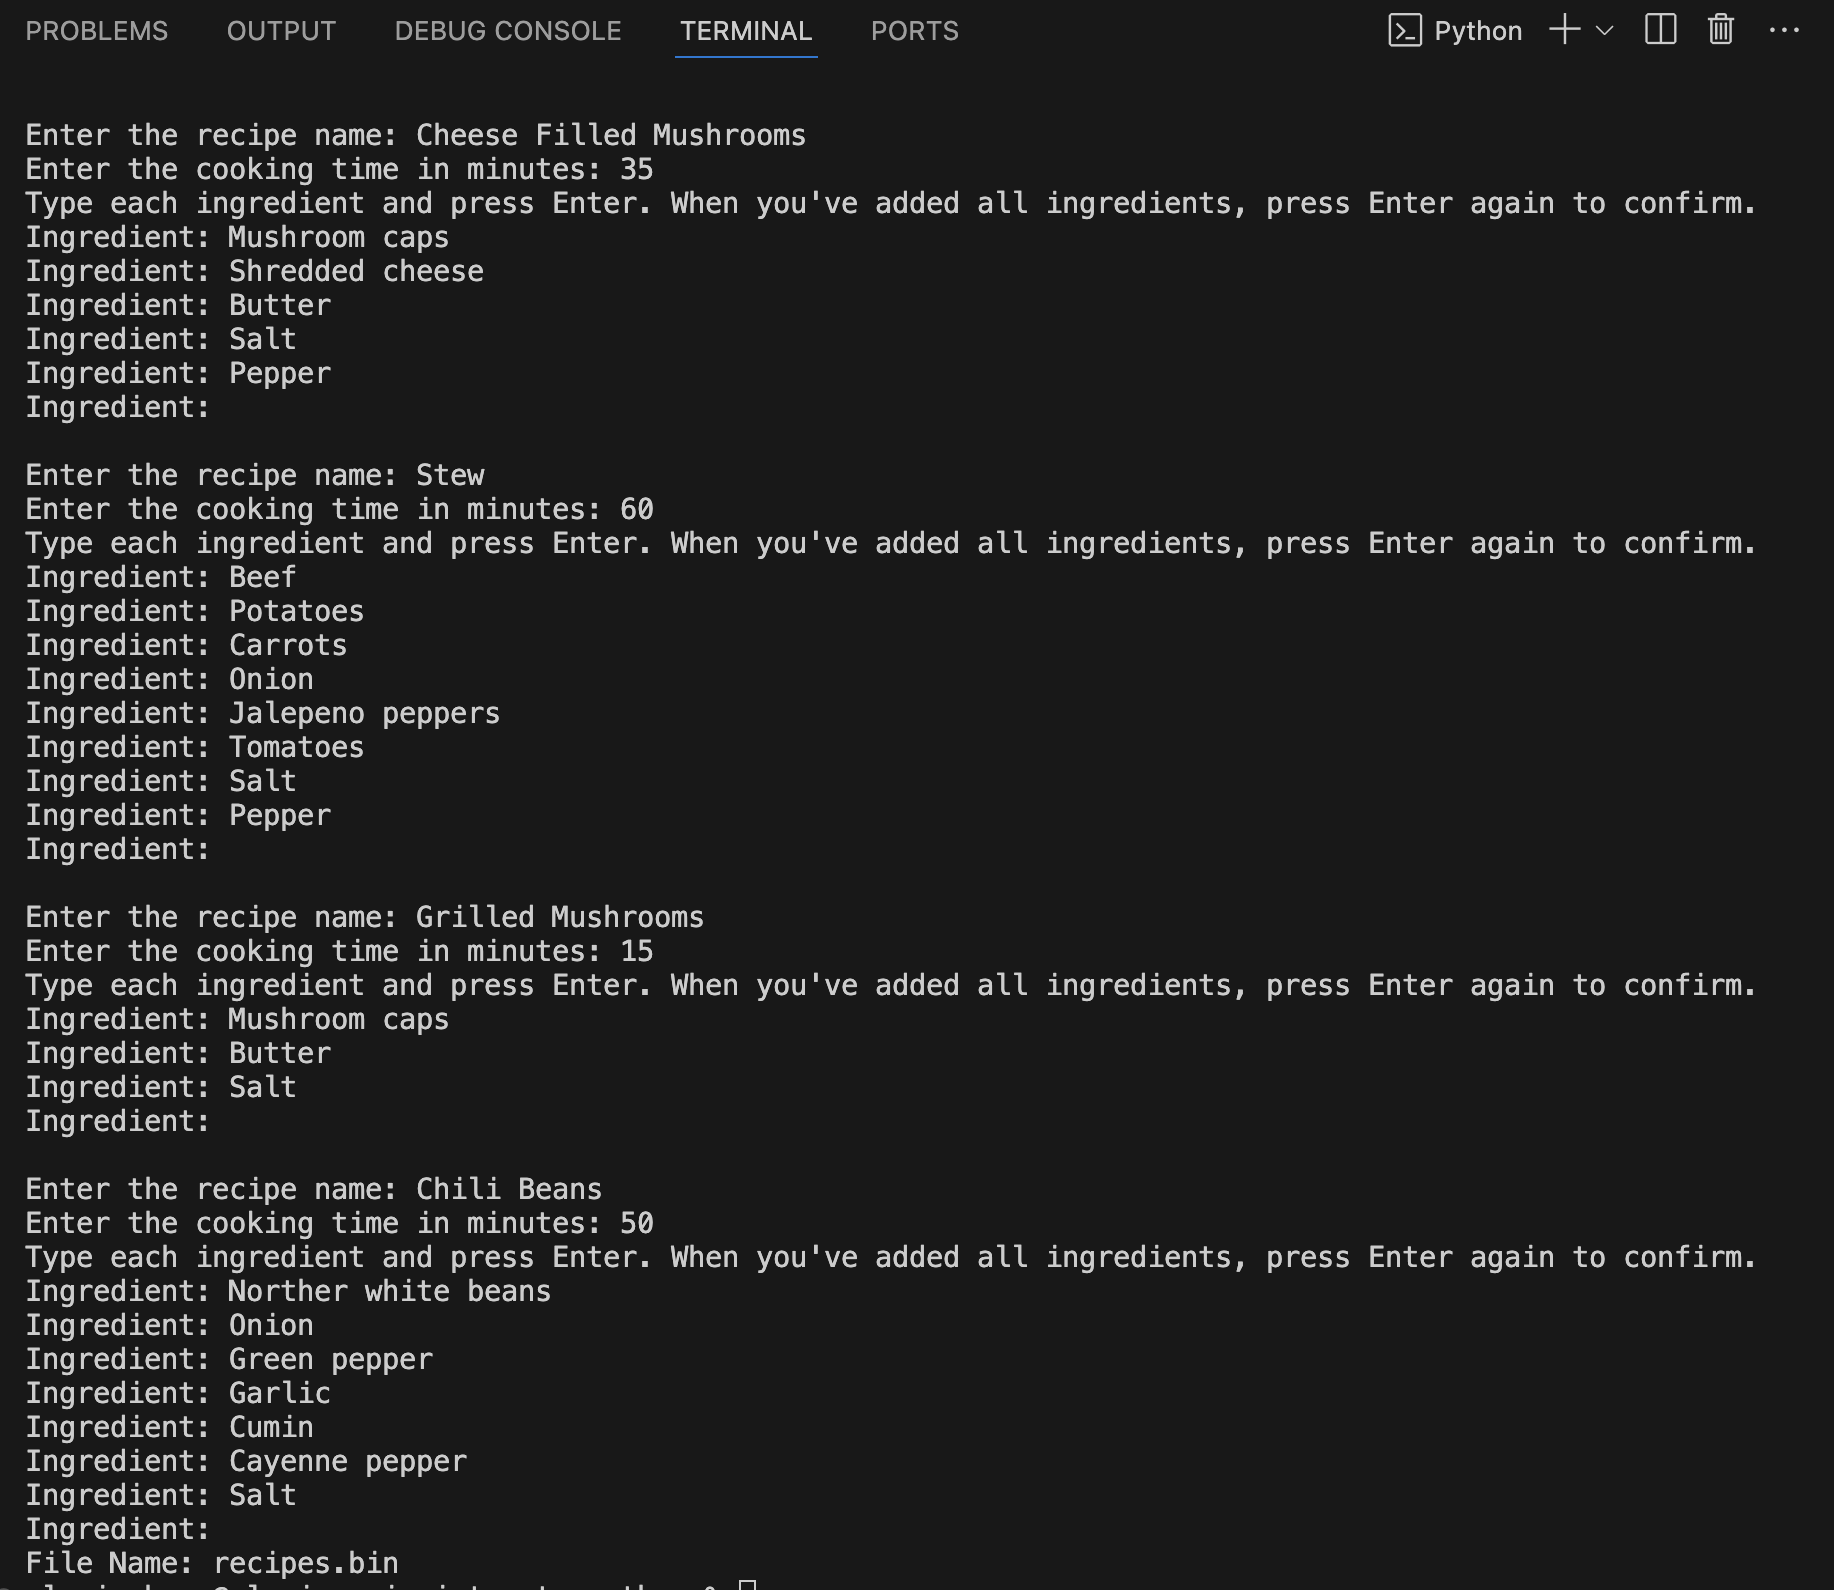 PROBLEMS OUTPUT DEBUG CONSOLE TERMINAL PORTS Python
Enter the recipe name: Cheese Filled Mushrooms
Enter the cooking time in minutes: 35
Type each ingredient and press Enter. When you've added all ingredients, press Enter again to confirm.
Ingredient: Mushroom caps
Ingredient: Shredded cheese
Ingredient: Butter
Ingredient: Salt
Ingredient: Pepper
Ingredient:
Enter the recipe name: Stew
Enter the cooking time in minutes: 60
Type each ingredient and press Enter. When you've added all ingredients, press Enter again to confirm.
Ingredient: Beef
Ingredient: Potatoes
Ingredient: Carrots
Ingredient: Onion
Ingredient: Jalepeno peppers
Ingredient: Tomatoes
Ingredient: Salt
Ingredient: Pepper
Ingredient:
Enter the recipe name: Grilled Mushrooms
Enter the cooking time in minutes: 15
Type each ingredient and press Enter. When you've added all ingredients, press Enter again to confirm.
Ingredient: Mushroom caps
Ingredient: Butter
Ingredient: Salt
Ingredient:
Enter the recipe name: Chili Beans
Enter the cooking time in minutes: 50
Type each ingredient and press Enter. When you've added all ingredients, press Enter again to confirm.
Ingredient: Norther white beans
Ingredient: Onion
Ingredient: Green pepper
Ingredient: Garlic
Ingredient: Cumin
Ingredient: Cayenne pepper
Ingredient: Salt
Ingredient:
File Name: recipes.bin